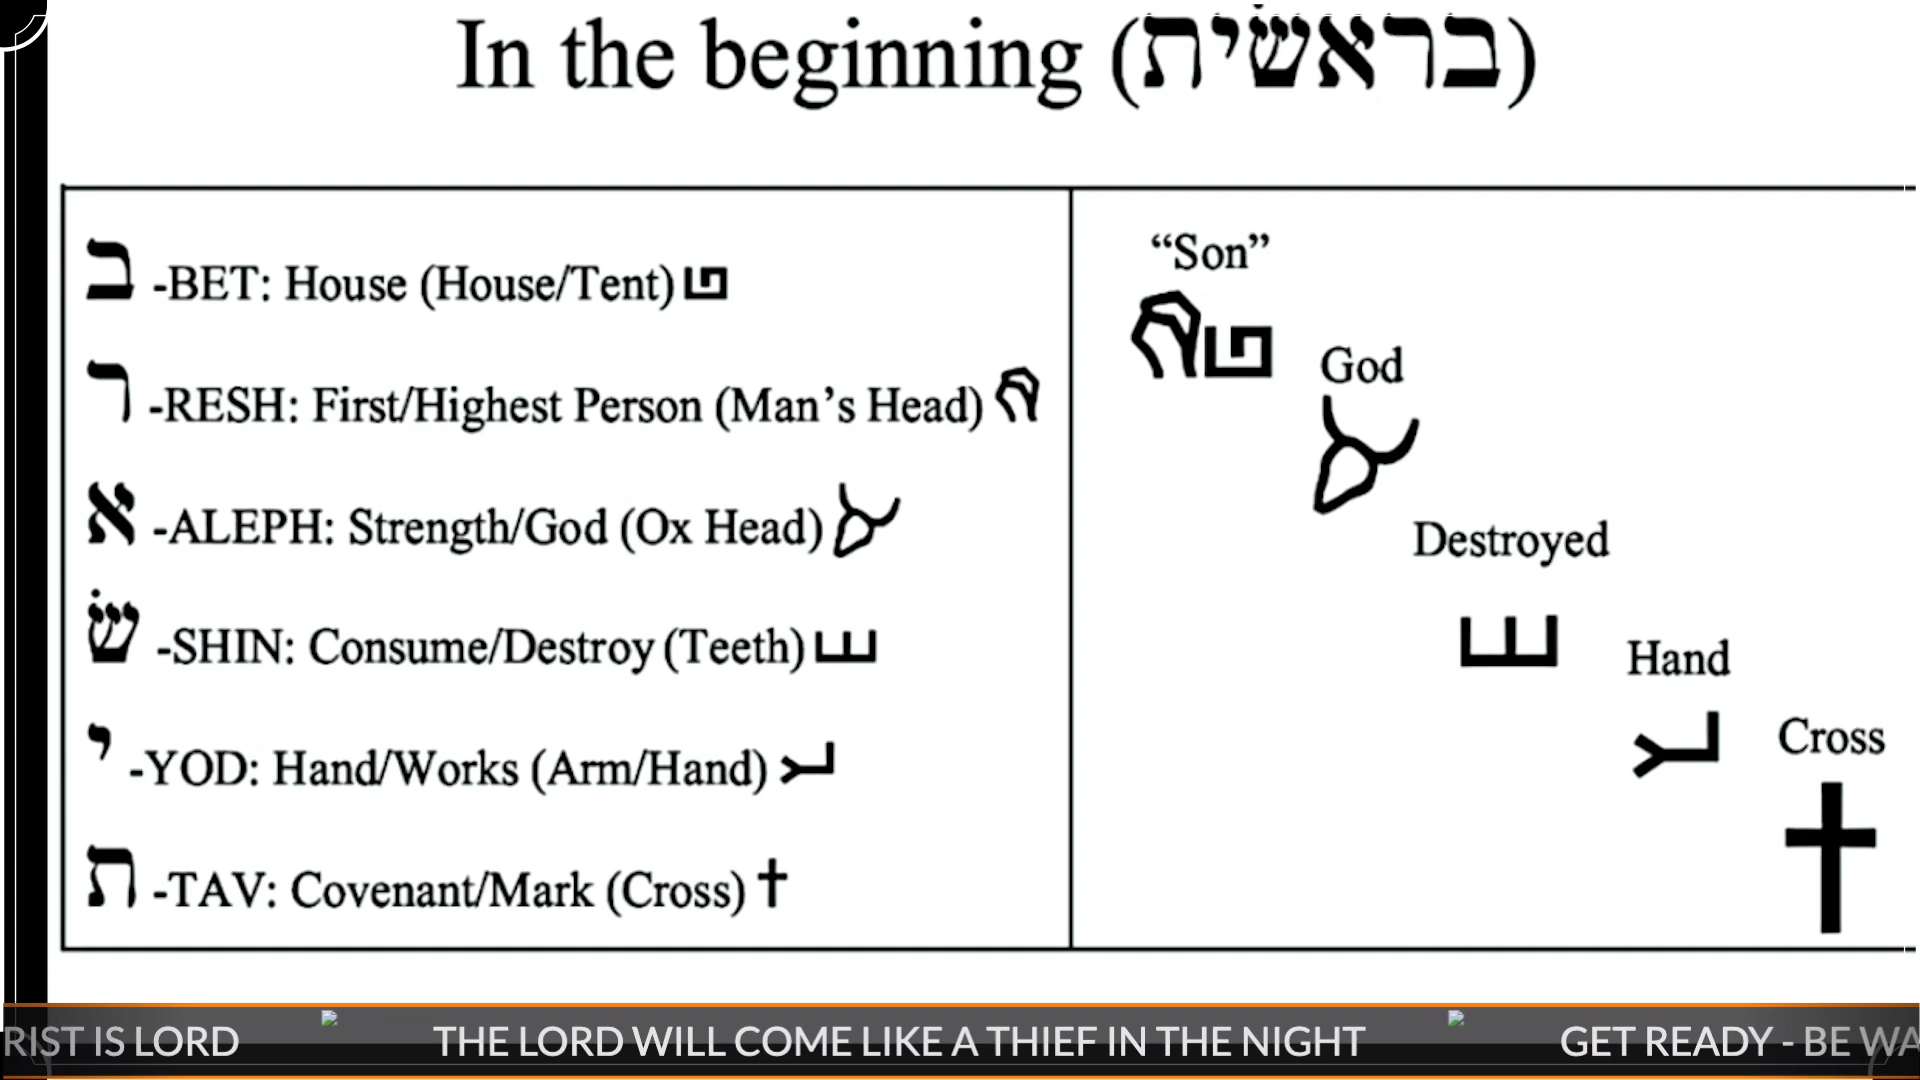 In the beginning (בראשׂית)
ב -BET: House (House/Tent)
ר -RESH: First/Highest Person (Man's Head)
א -ALEPH: Strength/God (Ox Head)
שׂ -SHIN: Consume/Destroy (Teeth)
י -YOD: Hand/Works (Arm/Hand)
ת -TAV: Covenant/Mark (Cross)
“Son”
God
Destroyed
Hand
Cross
RIST IS LORD THE LORD WILL COME LIKE A THIEF IN THE NIGHT GET READY - BE WA